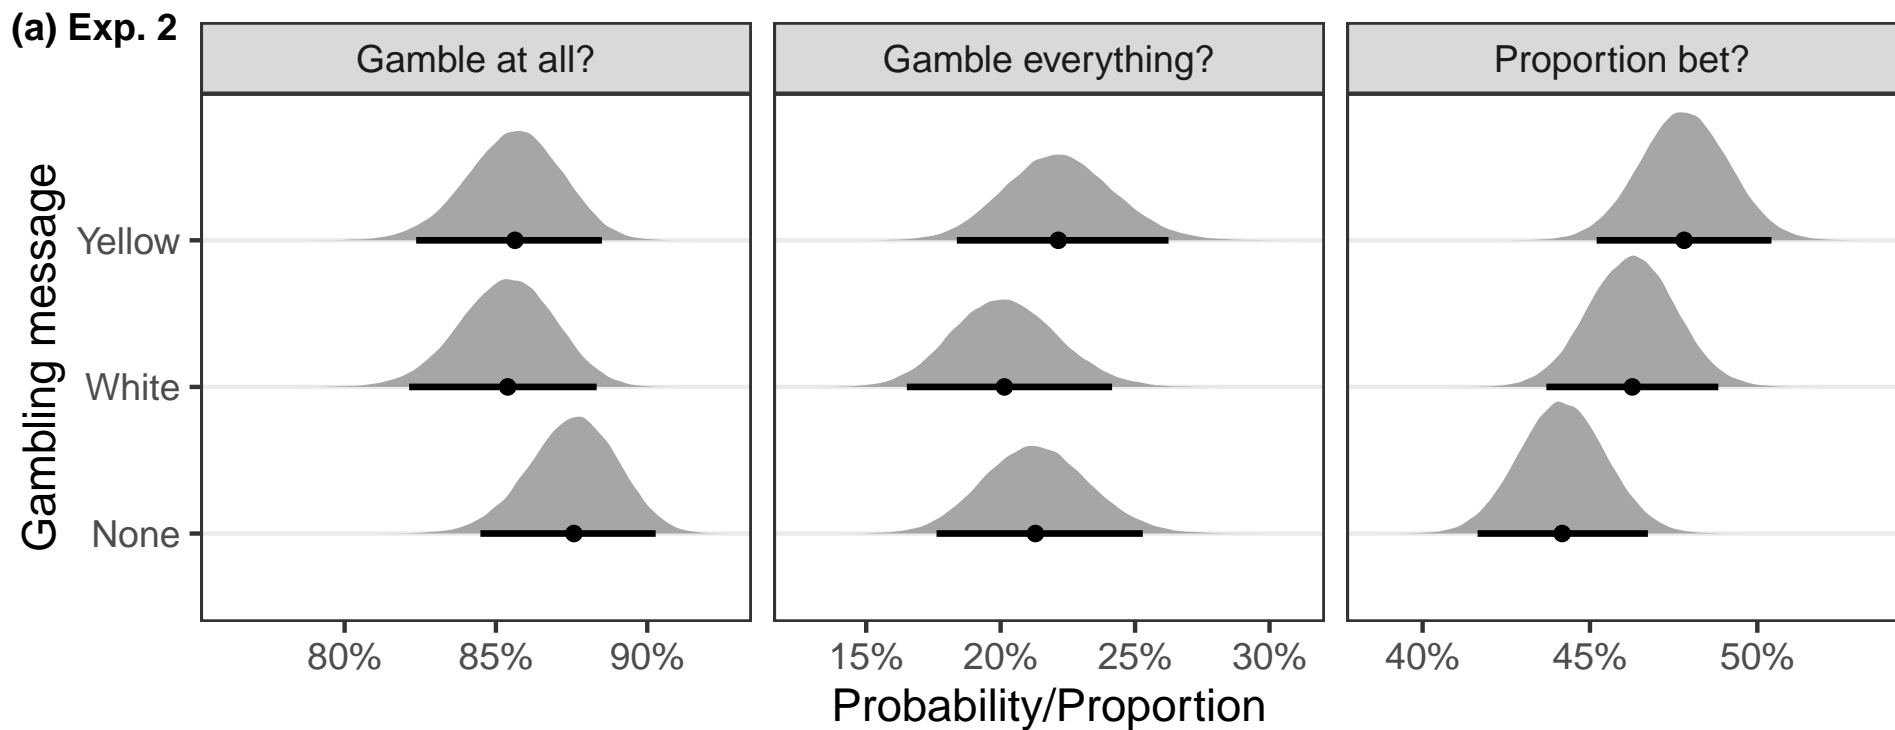 (a) Exp. 2
Gamble at all?
Gamble everything?
Proportion bet?
Gambling message
Yellow
White
None
80% 85% 90%
15% 20% 25% 30%
40% 45% 50%
Probability/Proportion